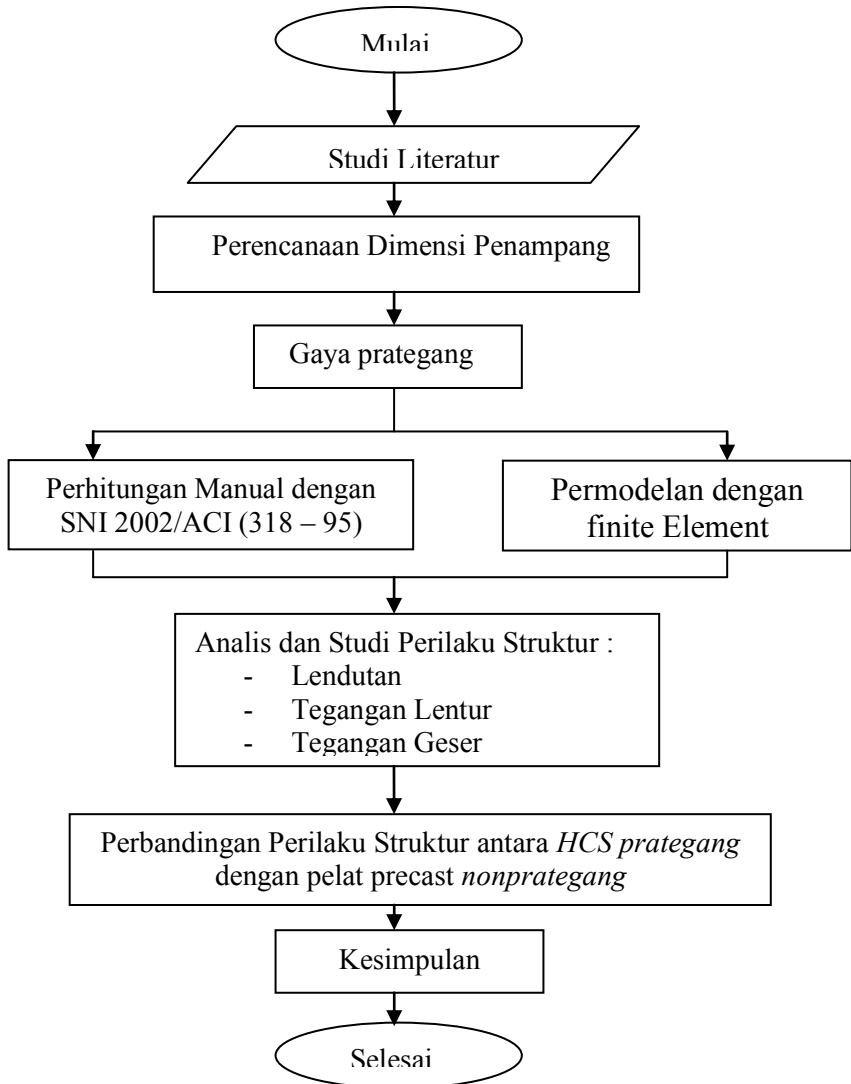 Mulai
Studi Literatur
Perencanaan Dimensi Penampang
Gaya prategang
Perhitungan Manual dengan
SNI 2002/ACI (318 – 95)
Permodelan dengan
finite Element
Analis dan Studi Perilaku Struktur :
- Lendutan
- Tegangan Lentur
- Tegangan Geser
Perbandingan Perilaku Struktur antara HCS prategang
dengan pelat precast nonprategang
Kesimpulan
Selesai